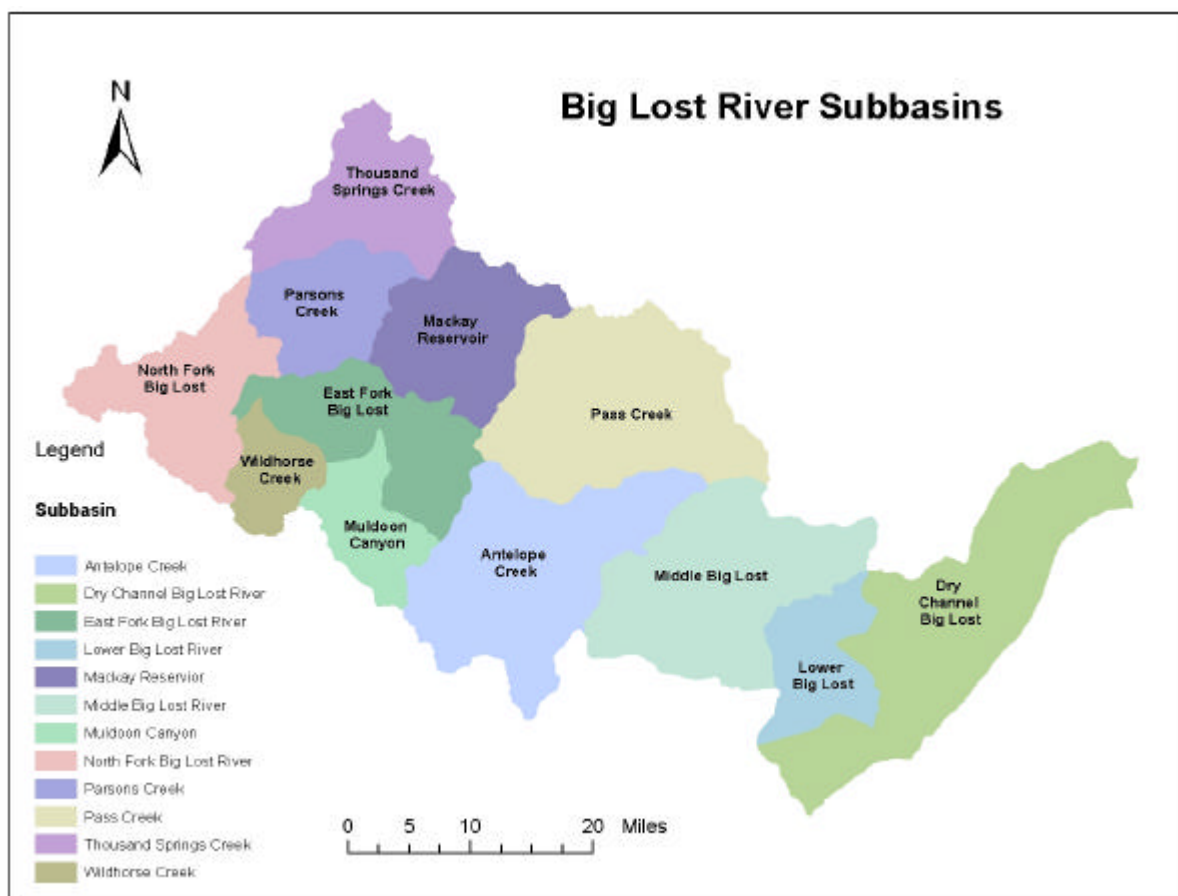 Big Lost River Subbasins
N
Thousand
Springs Creek
Parsons
Creek
Mackay
Reservoir
North Fork
Big Lost
East Fork
Big Lost
Pass Creek
Wildhorse
Creek
Muldoon
Canyon
Antelope
Creek
Middle Big Lost
Dry
Channel
Big Lost
Lower
Big Lost
Legend
Subbasin
Antelope Creek
Dry Channel Big Lost River
East Fork Big Lost River
Lower Big Lost River
Mackay Reservior
Middle Big Lost River
Muldoon Canyon
North Fork Big Lost River
Parsons Creek
Pass Creek
Thousand Springs Creek
Wildhorse Creek
0 5 10 20 Miles